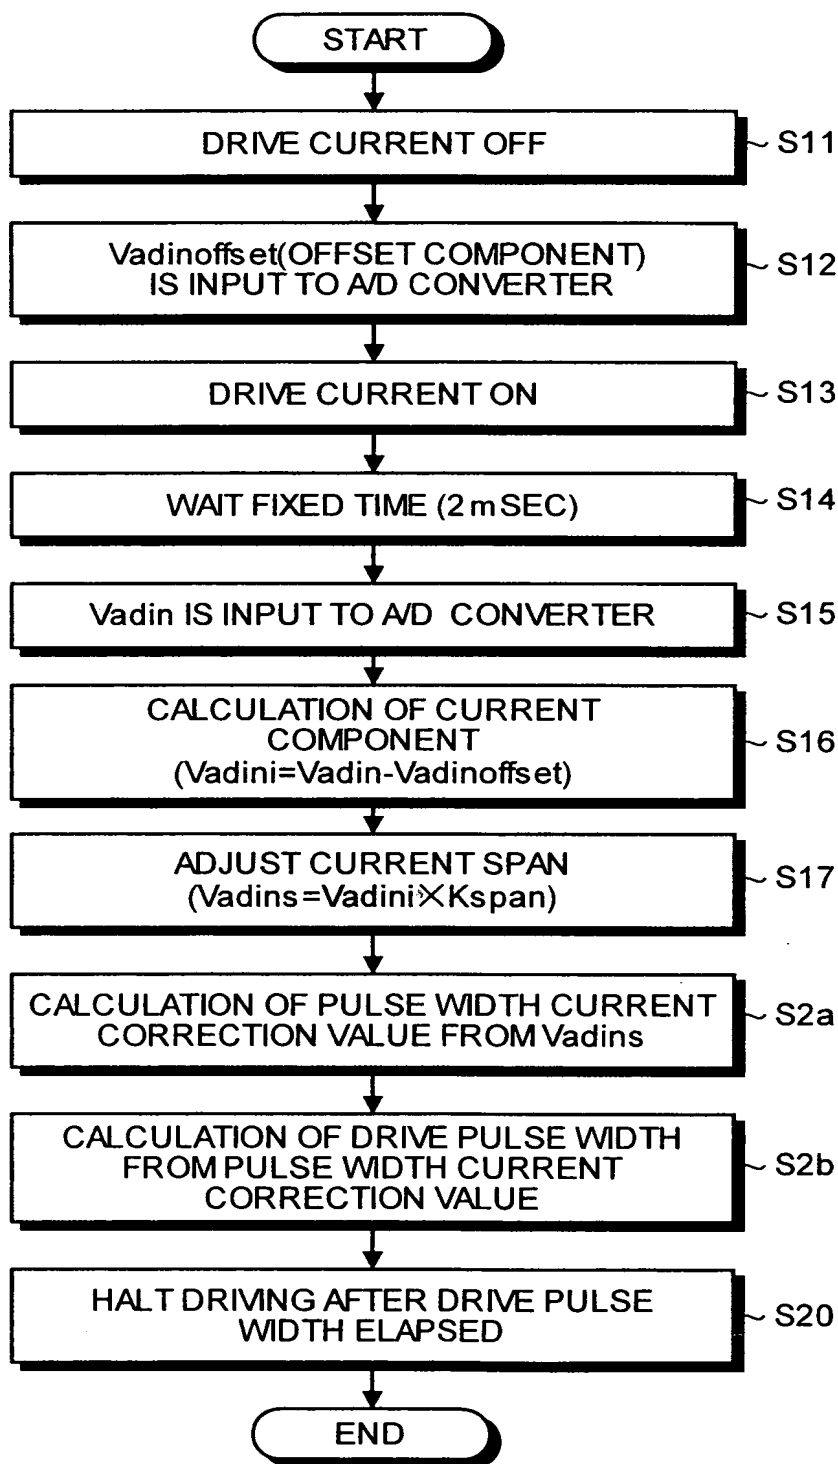 START
DRIVE CURRENT OFF
~ S11
Vadinoffset(OFFSET COMPONENT)
IS INPUT TO A/D CONVERTER
~ S12
DRIVE CURRENT ON
~ S13
WAIT FIXED TIME (2mSEC)
~ S14
Vadin IS INPUT TO A/D CONVERTER
~ S15
CALCULATION OF CURRENT
COMPONENT
(Vadini=Vadin-Vadinoffset)
~ S16
ADJUST CURRENT SPAN
(Vadins=Vadini×Kspan)
~ S17
CALCULATION OF PULSE WIDTH CURRENT
CORRECTION VALUE FROM Vadins
~ S2a
CALCULATION OF DRIVE PULSE WIDTH
FROM PULSE WIDTH CURRENT
CORRECTION VALUE
~ S2b
HALT DRIVING AFTER DRIVE PULSE
WIDTH ELAPSED
~ S20
END